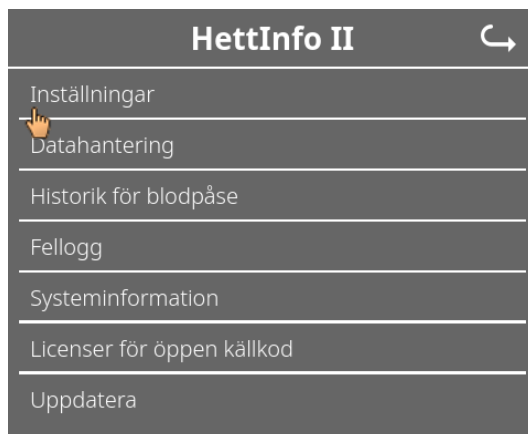 HettInfo II
Inställningar
Datahantering
Historik för blodpåse
Fellogg
Systeminformation
Licenser för öppen källkod
Uppdatera